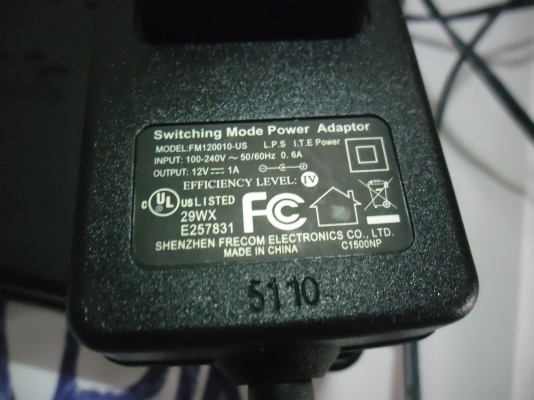 Switching Mode Power Adaptor
MODEL:FM120010-US L.P.S I.T.E Power
INPUT: 100-240V ~ 50/60Hz 0.6A
OUTPUT: 12V⎓1A
EFFICIENCY LEVEL: IV
c UL us LISTED
29WX
E257831
FC
SHENZHEN FRECOM ELECTRONICS CO., LTD.
MADE IN CHINA C1500NP
5110